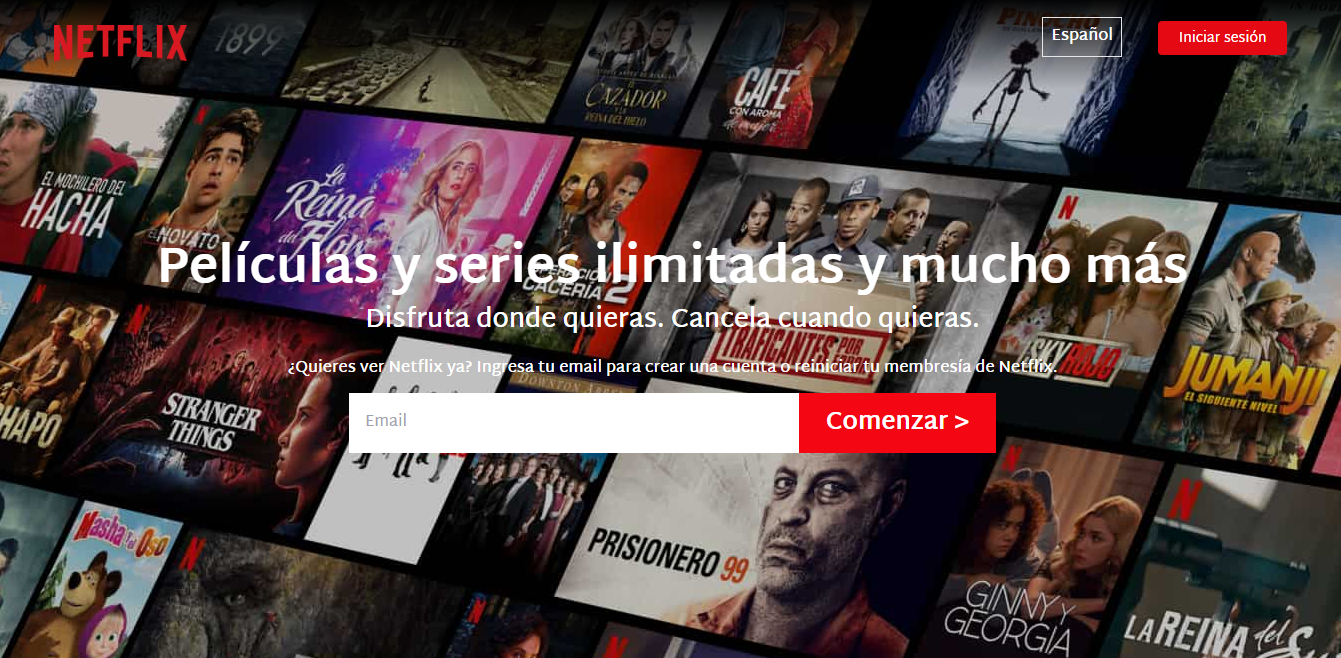 NETFLIX
1899
PINOCHO
Español
Iniciar sesión
EL
CAZADOR
Y LA
REINA DEL HIELO
CAFÉ
CON AROMA
de mujer
EL MOCHILERO DEL
HACHA
EL NOVATO
La
Reina
del Flow
OPERACIÓN
CACERÍA 2
Películas y series ilimitadas y mucho más
Disfruta donde quieras. Cancela cuando quieras.
TRAFICANTES POR
SKY ROJO
JUMANJI
EL SIGUIENTE NIVEL
¿Quieres ver Netflix ya? Ingresa tu email para crear una cuenta o reiniciar tu membresía de Netflix.
DOWNTON ABBEY
CHAPO
STRANGER
THINGS
Email
Comenzar >
Masha y el Oso
PRISIONERO 99
GINNY Y
GEORGIA
LA REINA del S